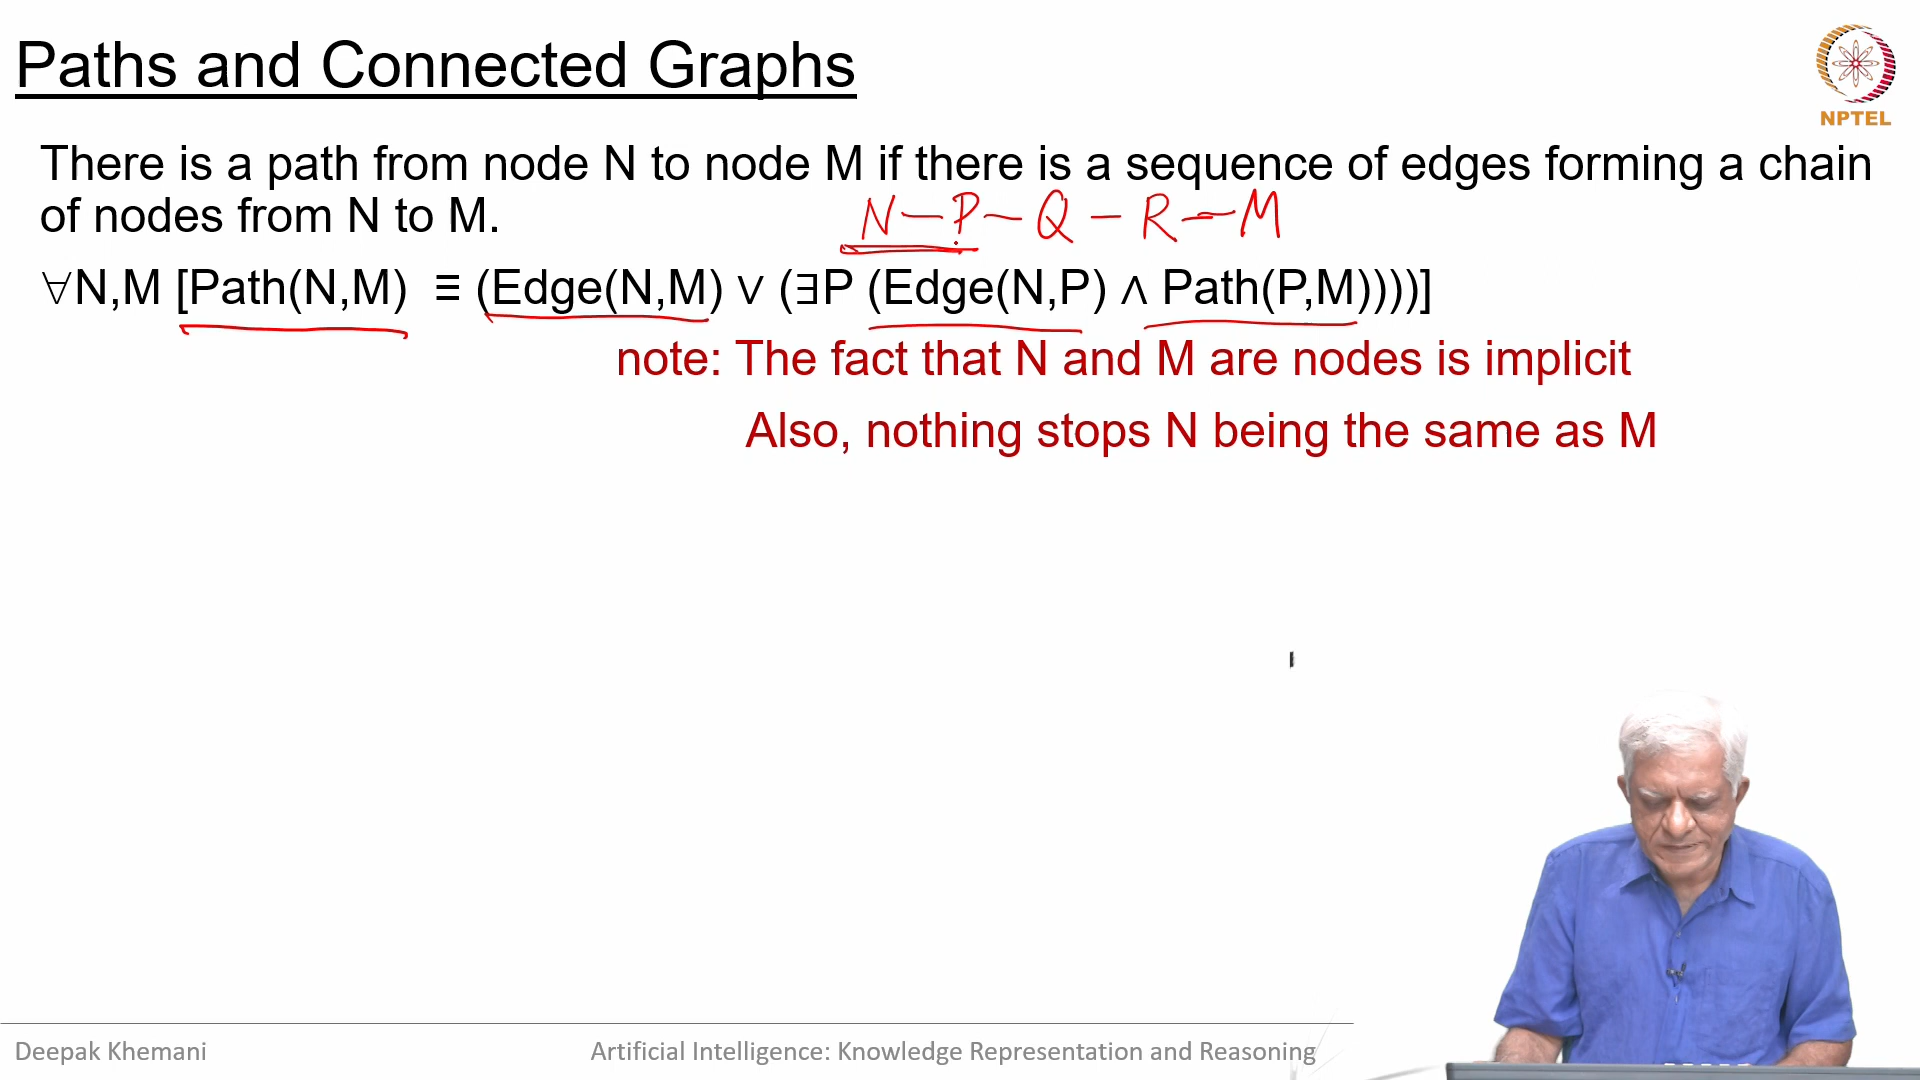 Paths and Connected Graphs
NPTEL
There is a path from node N to node M if there is a sequence of edges forming a chain
of nodes from N to M.
N — P — Q — R — M
∀N,M [Path(N,M) ≡ (Edge(N,M) ∨ (∃P (Edge(N,P) ∧ Path(P,M))))]
note: The fact that N and M are nodes is implicit
Also, nothing stops N being the same as M
Deepak Khemani
Artificial Intelligence: Knowledge Representation and Reasoning